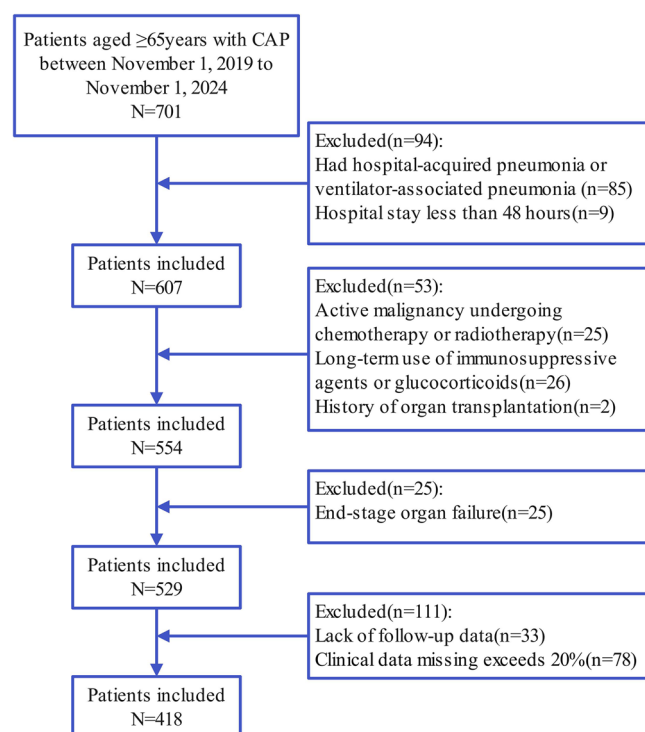 Patients aged ≥65years with CAP
between November 1, 2019 to
November 1, 2024
N=701
Excluded(n=94):
Had hospital-acquired pneumonia or
ventilator-associated pneumonia (n=85)
Hospital stay less than 48 hours(n=9)
Patients included
N=607
Excluded(n=53):
Active malignancy undergoing
chemotherapy or radiotherapy(n=25)
Long-term use of immunosuppressive
agents or glucocorticoids(n=26)
History of organ transplantation(n=2)
Patients included
N=554
Excluded(n=25):
End-stage organ failure(n=25)
Patients included
N=529
Excluded(n=111):
Lack of follow-up data(n=33)
Clinical data missing exceeds 20%(n=78)
Patients included
N=418